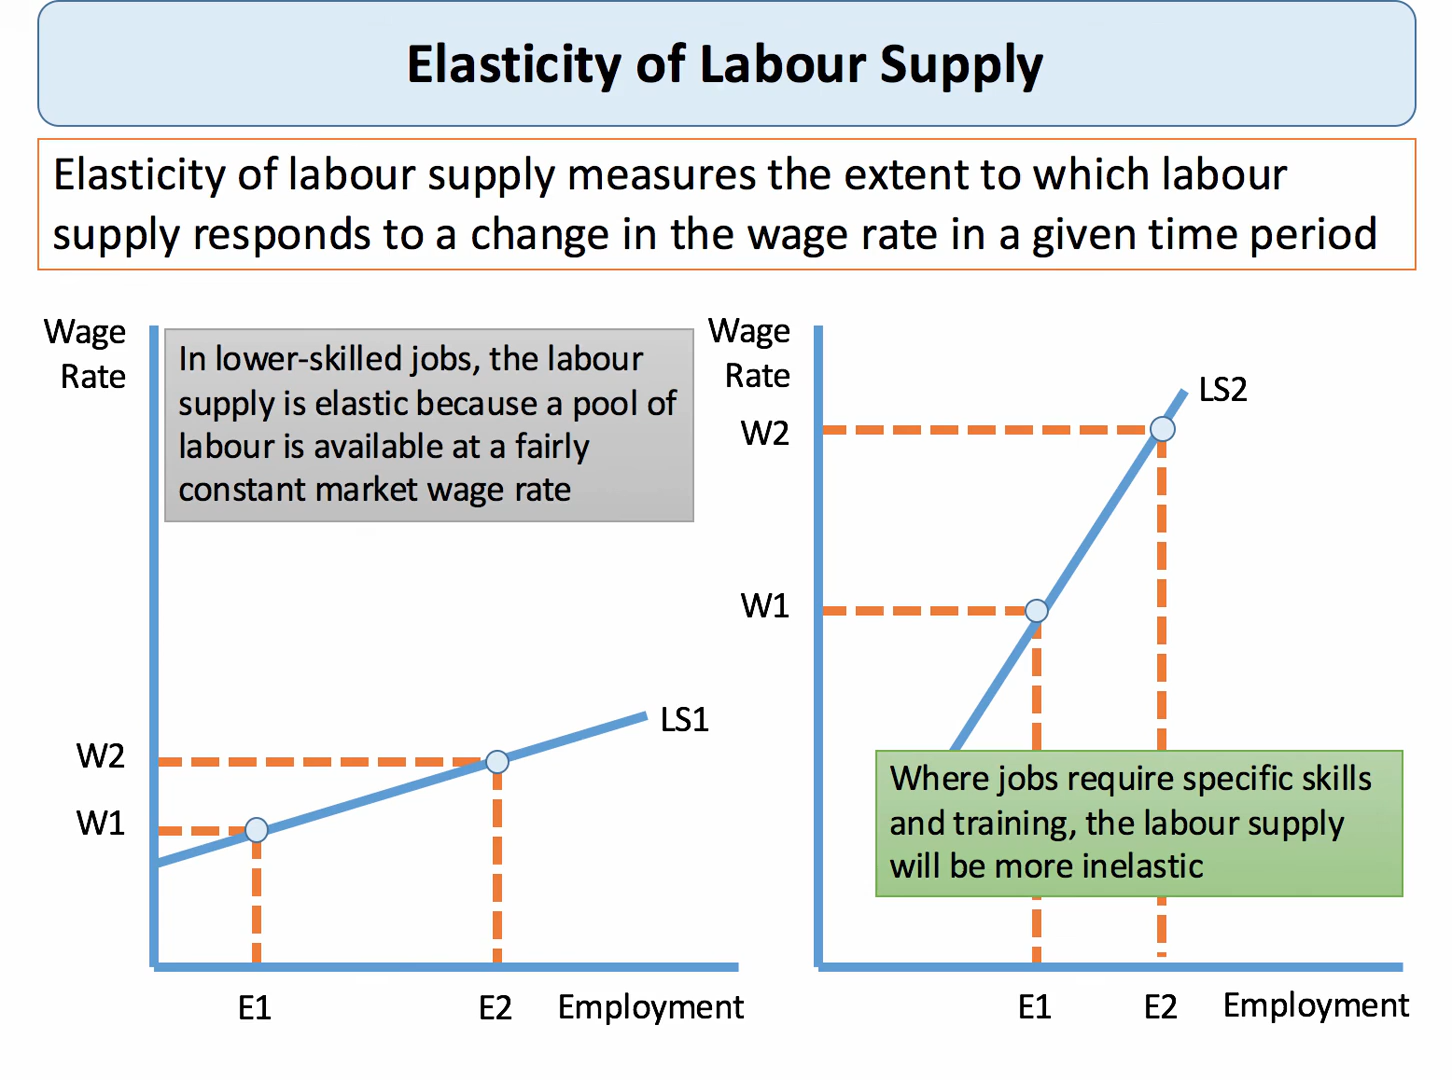 Elasticity of Labour Supply
Elasticity of labour supply measures the extent to which labour
supply responds to a change in the wage rate in a given time period
Wage
Rate
In lower-skilled jobs, the labour
supply is elastic because a pool of
labour is available at a fairly
constant market wage rate
LS1
W2
W1
E1
E2
Employment
Wage
Rate
LS2
W2
W1
Where jobs require specific skills
and training, the labour supply
will be more inelastic
E1
E2
Employment